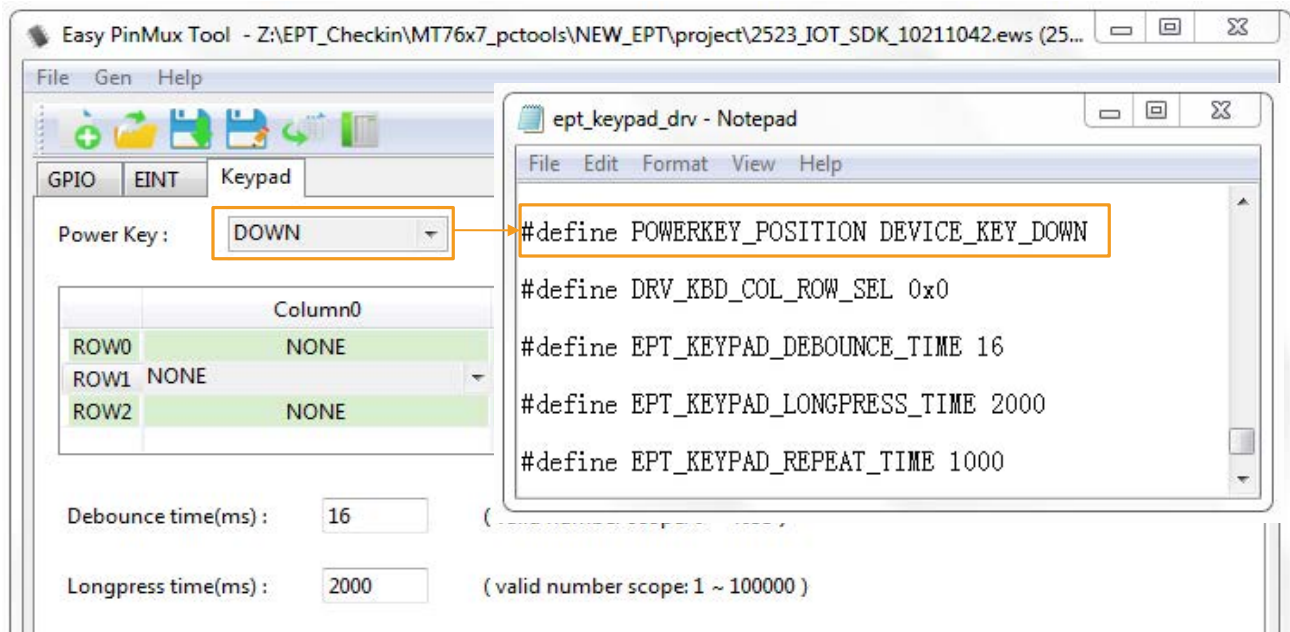 Easy PinMux Tool - Z:\EPT_Checkin\MT76x7_pctools\NEW_EPT\project\2523_IOT_SDK_10211042.ews (25...
File Gen Help
GPIO EINT Keypad
Power Key : DOWN
Column0
ROW0 NONE
ROW1 NONE
ROW2 NONE
Debounce time(ms) : 16 (
Longpress time(ms) : 2000 ( valid number scope: 1 ~ 100000 )
ept_keypad_drv - Notepad
File Edit Format View Help
#define POWERKEY_POSITION DEVICE_KEY_DOWN
#define DRV_KBD_COL_ROW_SEL 0x0
#define EPT_KEYPAD_DEBOUNCE_TIME 16
#define EPT_KEYPAD_LONGPRESS_TIME 2000
#define EPT_KEYPAD_REPEAT_TIME 1000